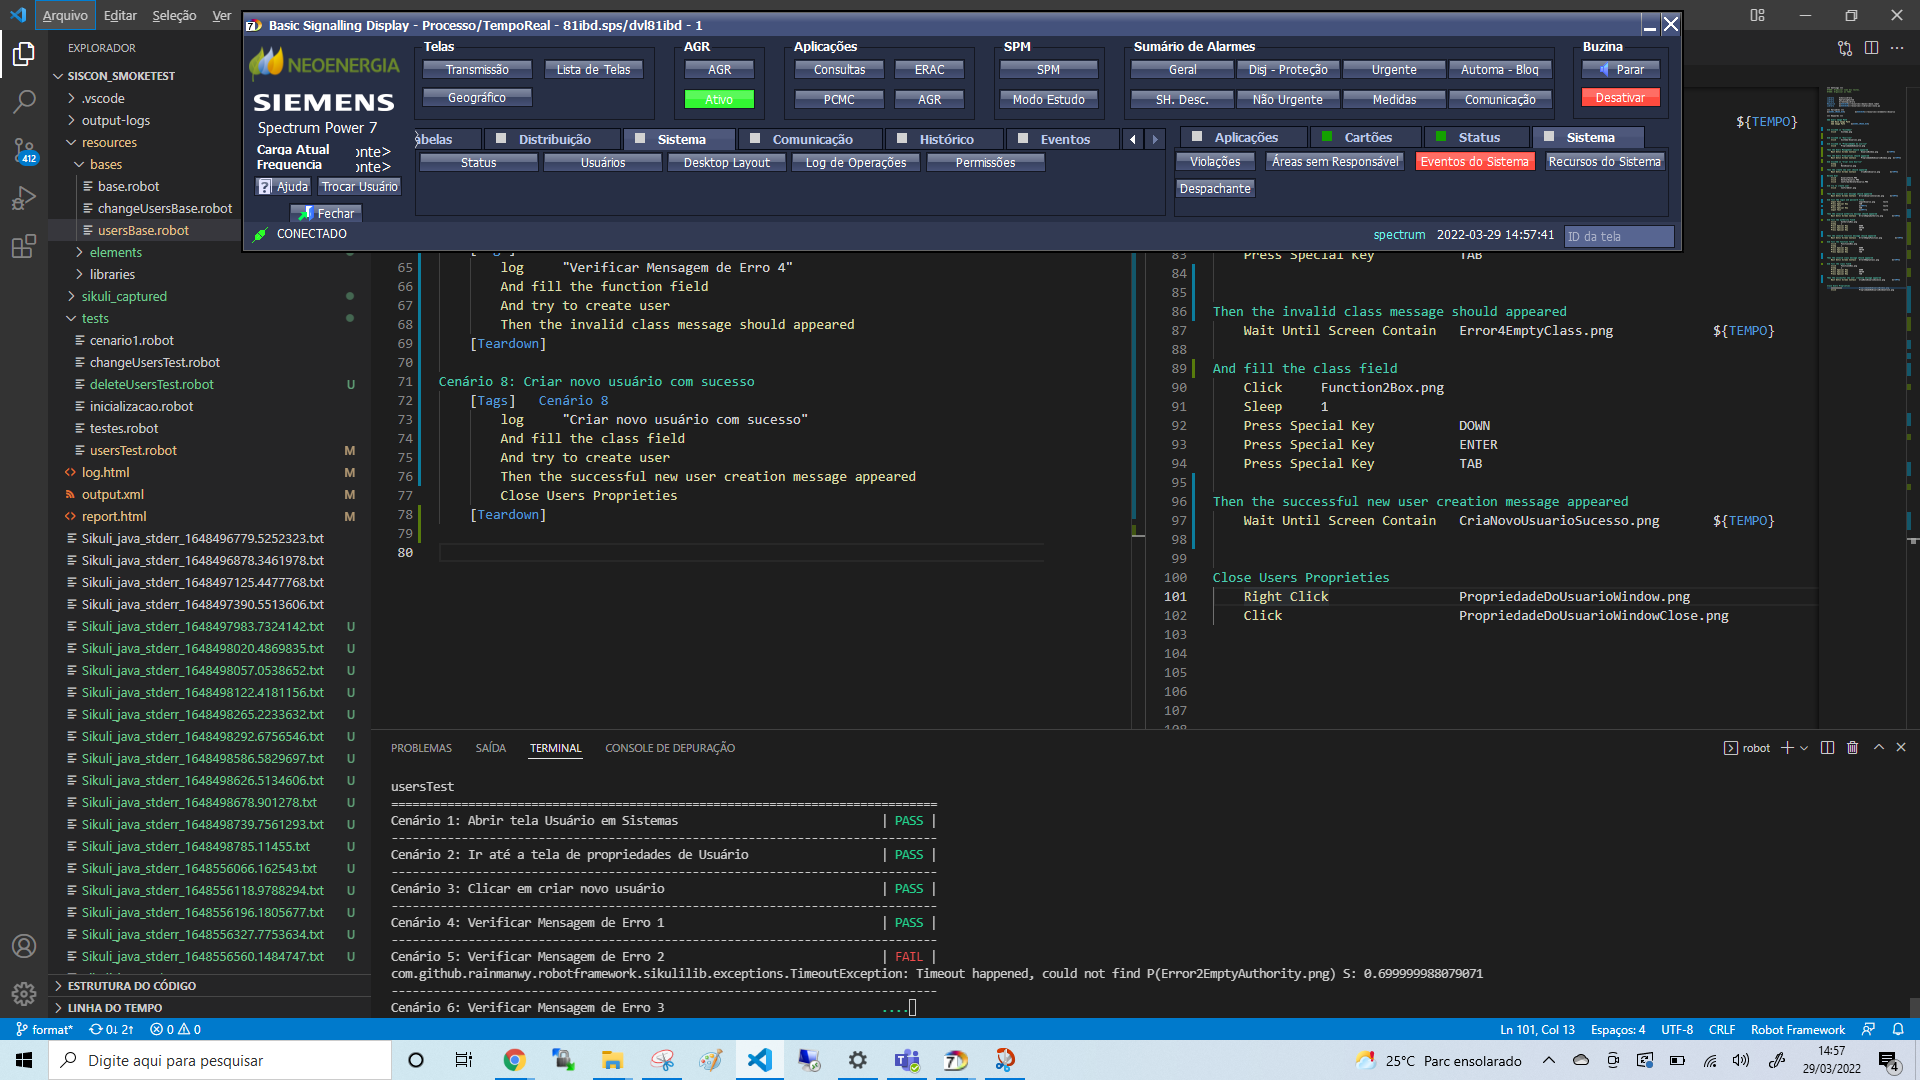 Arquivo Editar Seleção Ver
Basic Signalling Display - Processo/TempoReal - 81ibd.sps/dvl81ibd - 1
NEOENERGIA
SIEMENS
Spectrum Power 7
Carga Atual
Frequencia
onte>
onte>
Ajuda Trocar Usuário
Fechar
CONECTADO
Telas
Transmissão Lista de Telas
Geográfico
AGR
AGR
Ativo
Aplicações
Consultas ERAC
PCMC AGR
SPM
SPM
Modo Estudo
Sumário de Alarmes
Geral Disj - Proteção Urgente Automa - Bloq
SH. Desc. Não Urgente Medidas Comunicação
Buzina
Parar
Desativar
abelas Distribuição Sistema Comunicação Histórico Eventos
Status Usuários Desktop Layout Log de Operações Permissões
Aplicações Cartões Status Sistema
Violações Áreas sem Responsável Eventos do Sistema Recursos do Sistema
Despachante
spectrum 2022-03-29 14:57:41 ID da tela
EXPLORADOR
SISCON_SMOKETEST
.vscode
output-logs
resources
bases
base.robot
changeUsersBase.robot
usersBase.robot
elements
libraries
sikuli_captured
tests
cenario1.robot
changeUsersTest.robot
deleteUsersTest.robot U
inicializacao.robot
testes.robot
usersTest.robot M
log.html M
output.xml M
report.html M
Sikuli_java_stderr_1648496779.5252323.txt
Sikuli_java_stderr_1648496878.3461978.txt
Sikuli_java_stderr_1648497125.4477768.txt
Sikuli_java_stderr_1648497390.5513606.txt
Sikuli_java_stderr_1648497983.7324142.txt U
Sikuli_java_stderr_1648498020.4869835.txt U
Sikuli_java_stderr_1648498057.0538652.txt U
Sikuli_java_stderr_1648498122.4181156.txt U
Sikuli_java_stderr_1648498265.2233632.txt U
Sikuli_java_stderr_1648498292.6756546.txt U
Sikuli_java_stderr_1648498586.5829697.txt U
Sikuli_java_stderr_1648498626.5134606.txt U
Sikuli_java_stderr_1648498678.901278.txt U
Sikuli_java_stderr_1648498739.7561293.txt U
Sikuli_java_stderr_1648498785.11455.txt U
Sikuli_java_stderr_1648556066.162543.txt U
Sikuli_java_stderr_1648556118.9788294.txt U
Sikuli_java_stderr_1648556196.1805677.txt U
Sikuli_java_stderr_1648556327.7753634.txt U
Sikuli_java_stderr_1648556560.1484747.txt U
ESTRUTURA DO CÓDIGO
LINHA DO TEMPO
412
65 log "Verificar Mensagem de Erro 4"
66 And fill the function field
67 And try to create user
68 Then the invalid class message should appeared
69 [Teardown]
70
71 Cenário 8: Criar novo usuário com sucesso
72 [Tags] Cenário 8
73 log "Criar novo usuário com sucesso"
74 And fill the class field
75 And try to create user
76 Then the successful new user creation message appeared
77 Close Users Proprieties
78 [Teardown]
79
80
${TEMPO}
83 Press Special Key TAB
84
85
86 Then the invalid class message should appeared
87 Wait Until Screen Contain Error4EmptyClass.png ${TEMPO}
88
89 And fill the class field
90 Click Function2Box.png
91 Sleep 1
92 Press Special Key DOWN
93 Press Special Key ENTER
94 Press Special Key TAB
95
96 Then the successful new user creation message appeared
97 Wait Until Screen Contain CriaNovoUsuarioSucesso.png ${TEMPO}
98
99
100 Close Users Proprieties
101 Right Click PropriedadeDoUsuarioWindow.png
102 Click PropriedadeDoUsuarioWindowClose.png
103
104
105
106
107
108
PROBLEMAS SAÍDA TERMINAL CONSOLE DE DEPURAÇÃO
robot
usersTest
==============================================================================
Cenário 1: Abrir tela Usuário em Sistemas | PASS |
------------------------------------------------------------------------------
Cenário 2: Ir até a tela de propriedades de Usuário | PASS |
------------------------------------------------------------------------------
Cenário 3: Clicar em criar novo usuário | PASS |
------------------------------------------------------------------------------
Cenário 4: Verificar Mensagem de Erro 1 | PASS |
------------------------------------------------------------------------------
Cenário 5: Verificar Mensagem de Erro 2 | FAIL |
com.github.rainmanwy.robotframework.sikulilib.exceptions.TimeoutException: Timeout happened, could not find P(Error2EmptyAuthority.png) S: 0.699999988079071
------------------------------------------------------------------------------
Cenário 6: Verificar Mensagem de Erro 3 ....
format* 0↓ 2↑ 0 0
Ln 101, Col 13 Espaços: 4 UTF-8 CRLF Robot Framework
Digite aqui para pesquisar
25°C Parc ensolarado
14:57
29/03/2022
4